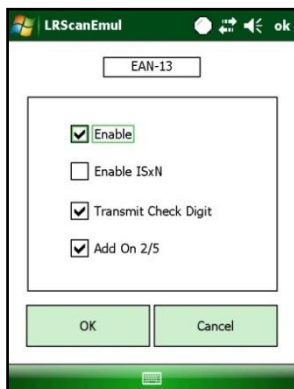 LRScanEmul ok
EAN-13
Enable
Enable ISxN
Transmit Check Digit
Add On 2/5
OK Cancel